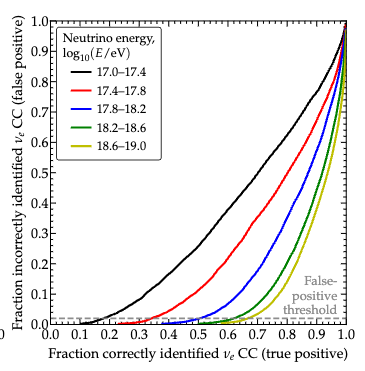 Neutrino energy,
log₁₀(E/eV)
17.0–17.4
17.4–17.8
17.8–18.2
18.2–18.6
18.6–19.0
False-
positive
threshold
Fraction incorrectly identified νₑ CC (false positive)
1.0
0.9
0.8
0.7
0.6
0.5
0.4
0.3
0.2
0.1
0.0
0
0.0 0.1 0.2 0.3 0.4 0.5 0.6 0.7 0.8 0.9 1.0
Fraction correctly identified νₑ CC (true positive)